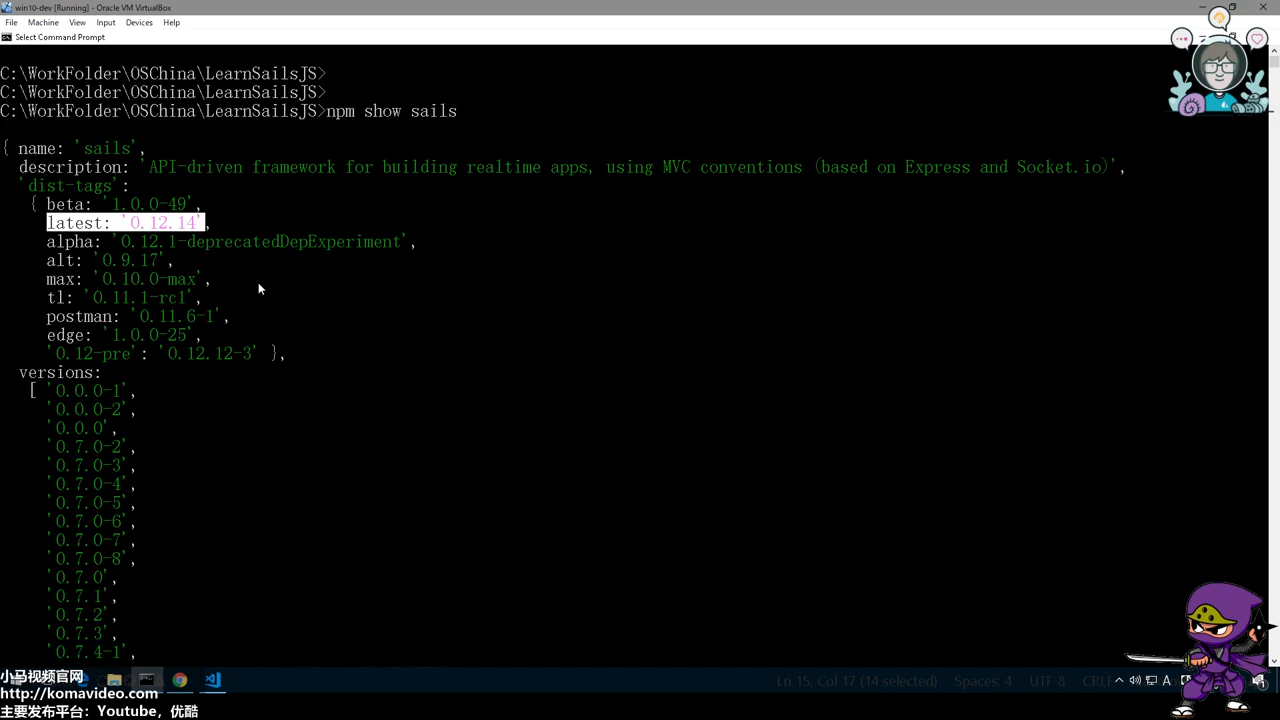 win10-dev [Running] - Oracle VM VirtualBox
File Machine View Input Devices Help
Select Command Prompt
C:\WorkFolder\OSChina\LearnSailsJS>
C:\WorkFolder\OSChina\LearnSailsJS>
C:\WorkFolder\OSChina\LearnSailsJS>npm show sails
{ name: 'sails',
description: 'API-driven framework for building realtime apps, using MVC conventions (based on Express and Socket.io)',
'dist-tags':
{ beta: '1.0.0-49',
latest: '0.12.14',
alpha: '0.12.1-deprecatedDepExperiment',
alt: '0.9.17',
max: '0.10.0-max',
tl: '0.11.1-rc1',
postman: '0.11.6-1',
edge: '1.0.0-25',
'0.12-pre': '0.12.12-3' },
versions:
[ '0.0.0-1',
'0.0.0-2',
'0.0.0',
'0.7.0-2',
'0.7.0-3',
'0.7.0-4',
'0.7.0-5',
'0.7.0-6',
'0.7.0-7',
'0.7.0-8',
'0.7.0',
'0.7.1',
'0.7.2',
'0.7.3',
'0.7.4-1',
小马视频官网
http://komavideo.com
主要发布平台：Youtube，优酷
Ln 15, Col 17 (14 selected) Spaces: 4 UTF-8 CRL
A